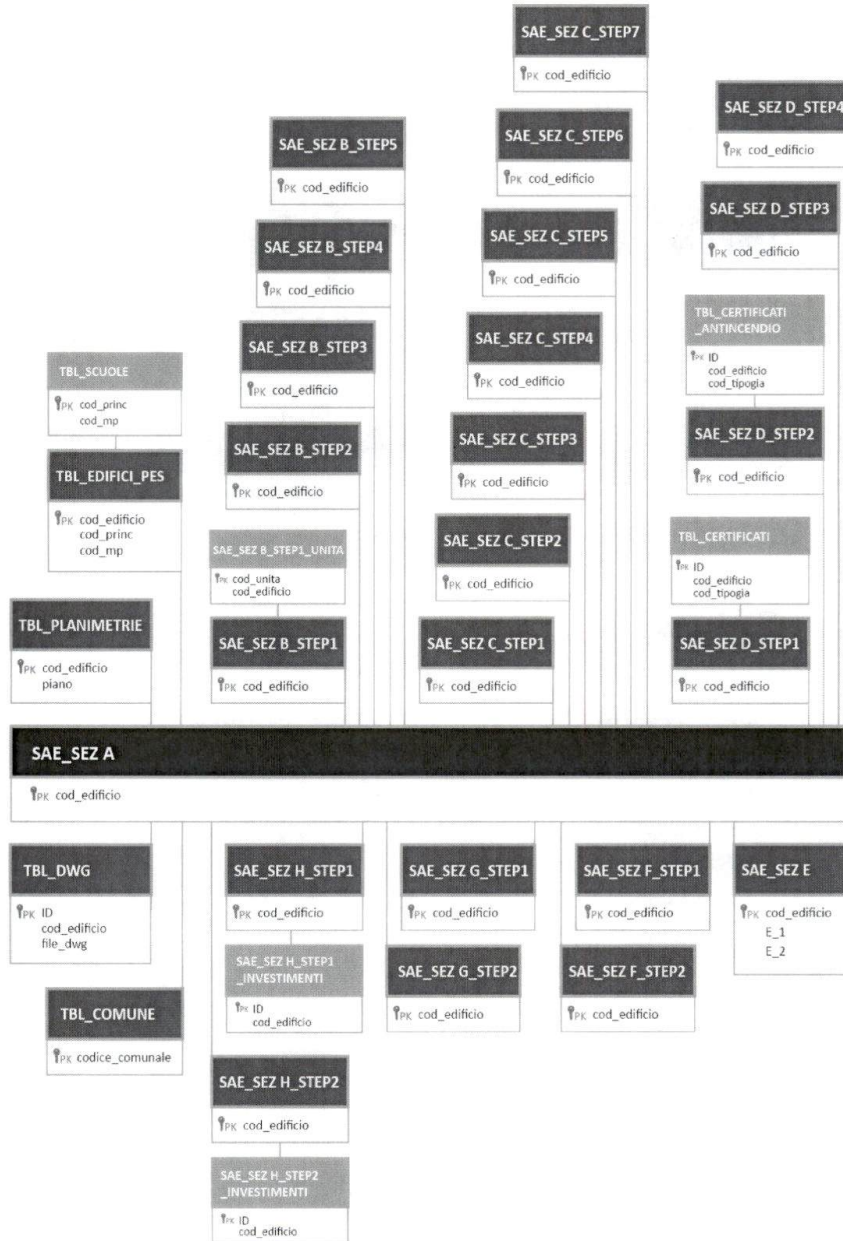 SAE_SEZ C_STEP7
PK cod_edificio
SAE_SEZ C_STEP6
PK cod_edificio
SAE_SEZ C_STEP5
PK cod_edificio
SAE_SEZ C_STEP4
PK cod_edificio
SAE_SEZ C_STEP3
PK cod_edificio
SAE_SEZ C_STEP2
PK cod_edificio
SAE_SEZ C_STEP1
PK cod_edificio
SAE_SEZ D_STEP4
PK cod_edificio
SAE_SEZ D_STEP3
PK cod_edificio
TBL_CERTIFICATI
_ANTINCENDIO
PK ID
cod_edificio
cod_tipogia
SAE_SEZ D_STEP2
PK cod_edificio
TBL_CERTIFICATI
PK ID
cod_edificio
cod_tipogia
SAE_SEZ D_STEP1
PK cod_edificio
SAE_SEZ B_STEP5
PK cod_edificio
SAE_SEZ B_STEP4
PK cod_edificio
SAE_SEZ B_STEP3
PK cod_edificio
SAE_SEZ B_STEP2
PK cod_edificio
SAE_SEZ B_STEP1_UNITA
PK cod_unita
cod_edificio
SAE_SEZ B_STEP1
PK cod_edificio
TBL_SCUOLE
PK cod_princ
cod_mp
TBL_EDIFICI_PES
PK cod_edificio
cod_princ
cod_mp
TBL_PLANIMETRIE
PK cod_edificio
piano
SAE_SEZ A
PK cod_edificio
TBL_DWG
PK ID
cod_edificio
file_dwg
TBL_COMUNE
PK codice_comunale
SAE_SEZ H_STEP1
PK cod_edificio
SAE_SEZ H_STEP1
_INVESTIMENTI
PK ID
cod_edificio
SAE_SEZ H_STEP2
PK cod_edificio
SAE_SEZ H_STEP2
_INVESTIMENTI
PK ID
cod_edificio
SAE_SEZ G_STEP1
PK cod_edificio
SAE_SEZ G_STEP2
PK cod_edificio
SAE_SEZ F_STEP1
PK cod_edificio
SAE_SEZ F_STEP2
PK cod_edificio
SAE_SEZ E
PK cod_edificio
E_1
E_2